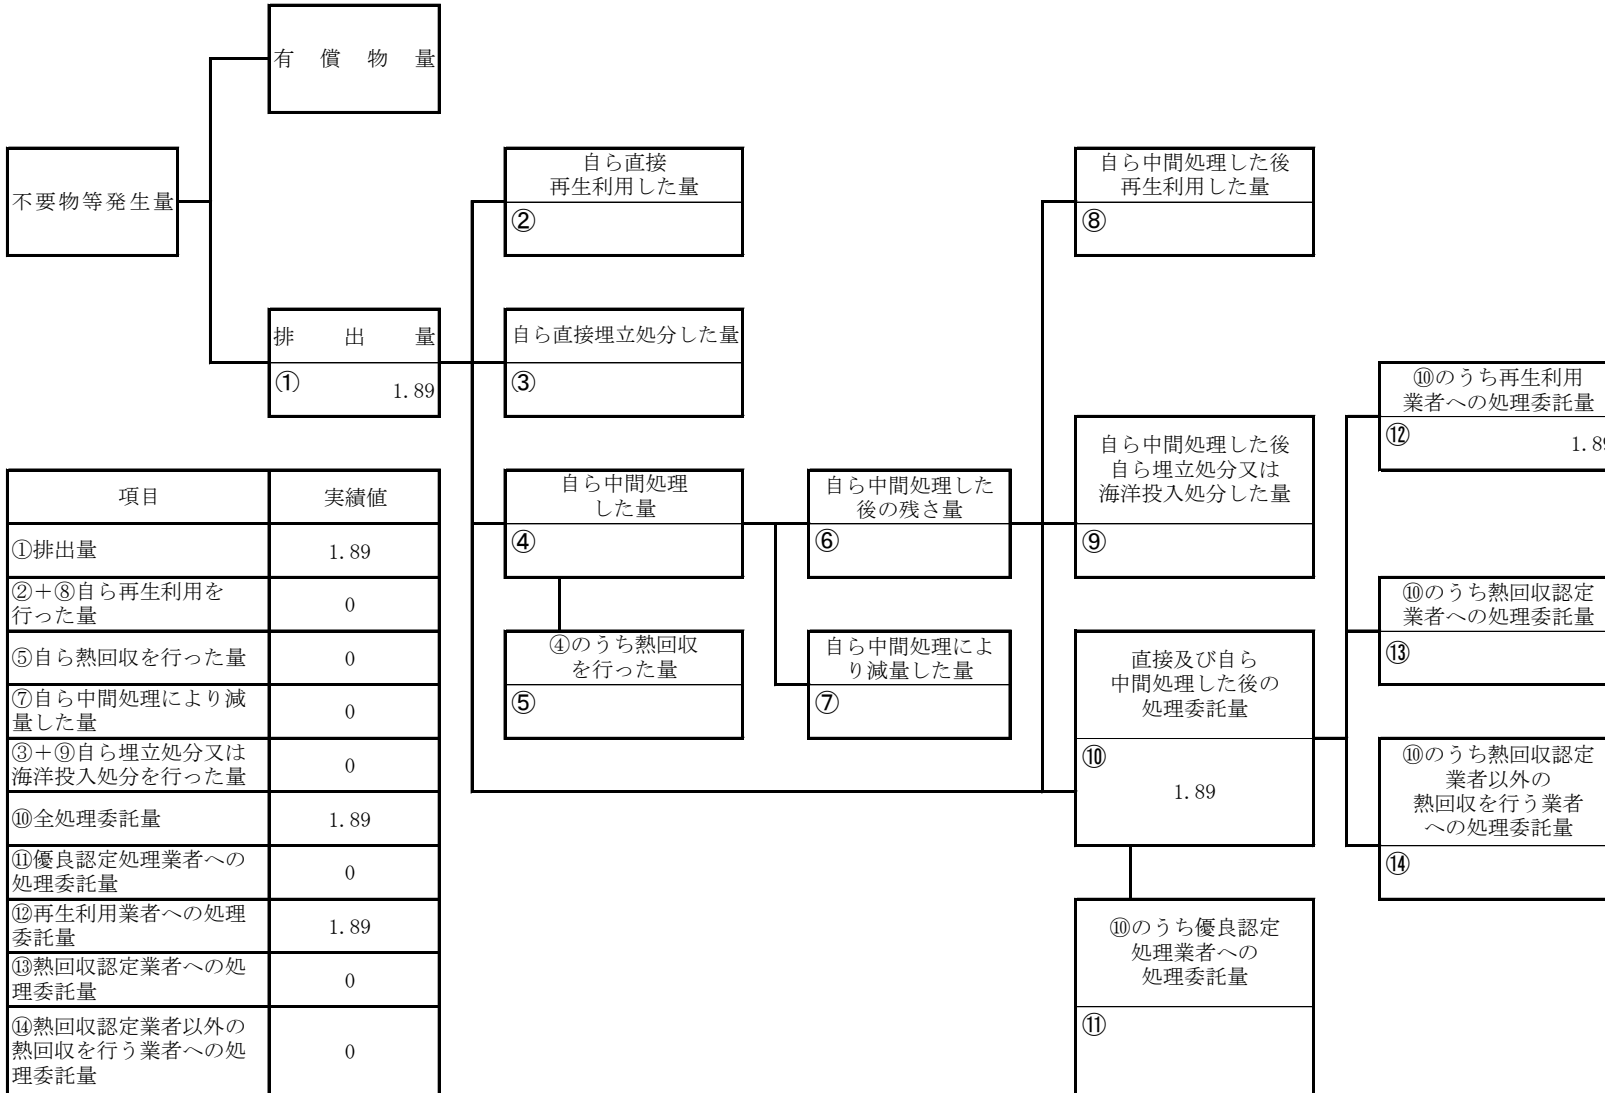 有償物量
不要物等発生量
自ら直接
再生利用した量
②
自ら中間処理した後
再生利用した量
⑧
排出量
① 1.89
自ら直接埋立処分した量
③
⑩のうち再生利用
業者への処理委託量
⑫ 1.89
自ら中間処理
した量
④
自ら中間処理した
後の残さ量
⑥
自ら中間処理した後
自ら埋立処分又は
海洋投入処分した量
⑨
④のうち熱回収
を行った量
⑤
自ら中間処理によ
り減量した量
⑦
直接及び自ら
中間処理した後の
処理委託量
⑩
1.89
⑩のうち熱回収認定
業者への処理委託量
⑬
⑩のうち熱回収認定
業者以外の
熱回収を行う業者
への処理委託量
⑭
⑩のうち優良認定
処理業者への
処理委託量
⑪
項目 実績値
①排出量 1.89
②＋⑧自ら再生利用を
行った量 0
⑤自ら熱回収を行った量 0
⑦自ら中間処理により減
量した量 0
③＋⑨自ら埋立処分又は
海洋投入処分を行った量 0
⑩全処理委託量 1.89
⑪優良認定処理業者への
処理委託量 0
⑫再生利用業者への処理
委託量 1.89
⑬熱回収認定業者への処
理委託量 0
⑭熱回収認定業者以外の
熱回収を行う業者への処
理委託量 0